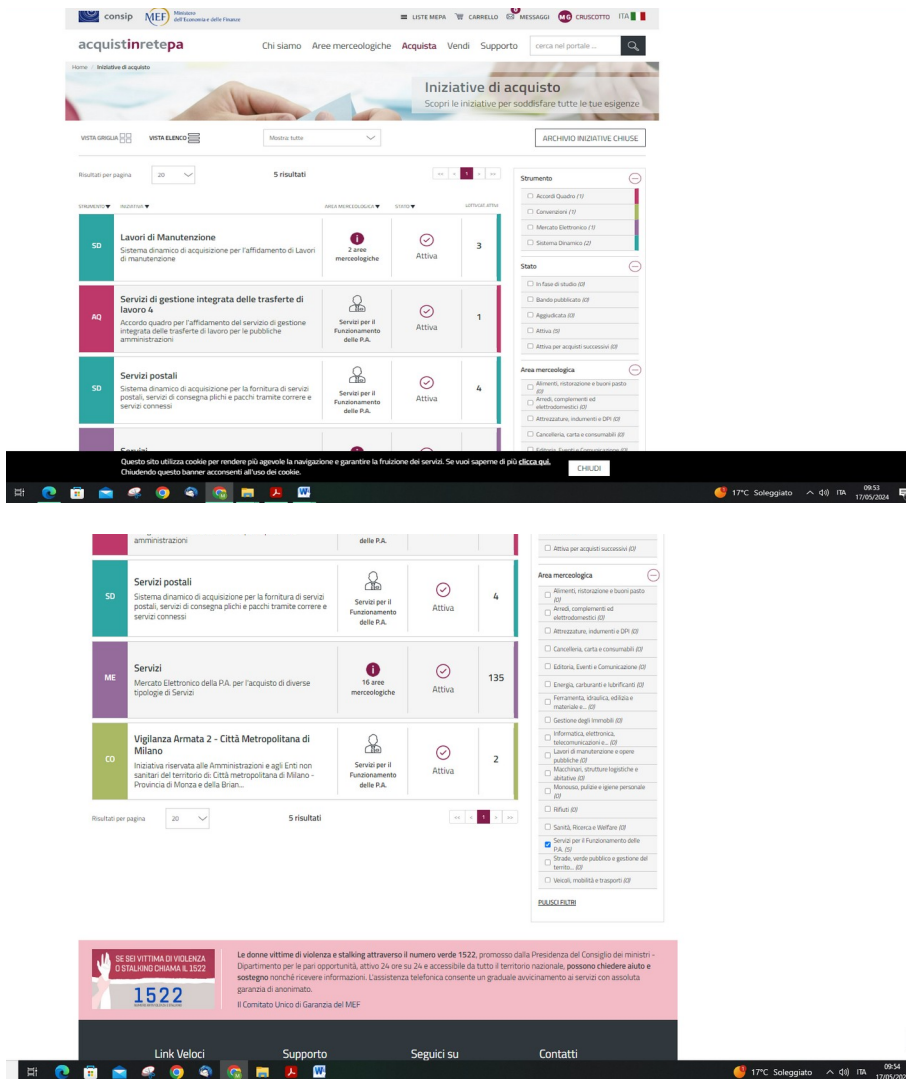 consip MEF Ministero dell'Economia e delle Finanze LISTE MEPA CARRELLO 0 MESSAGGI MG CRUSCOTTO ITA
acquistinretepa Chi siamo Aree merceologiche Acquista Vendi Supporto cerca nel portale ...
Home / Iniziative di acquisto
Iniziative di acquisto
Scopri le iniziative per soddisfare tutte le tue esigenze
VISTA GRIGLIA VISTA ELENCO Mostra: tutte ARCHIVIO INIZIATIVE CHIUSE
Risultati per pagina 20 5 risultati << < 1 > >>
STRUMENTO INIZIATIVA AREA MERCEOLOGICA STATO LOTTI/CAT. ATTIVI
SD
Lavori di Manutenzione
Sistema dinamico di acquisizione per l'affidamento di Lavori
di manutenzione
2 aree
merceologiche
Attiva
3
AQ
Servizi di gestione integrata delle trasferte di
lavoro 4
Accordo quadro per l'affidamento del servizio di gestione
integrata delle trasferte di lavoro per le pubbliche
amministrazioni
Servizi per il
Funzionamento
delle P.A.
Attiva
1
SD
Servizi postali
Sistema dinamico di acquisizione per la fornitura di servizi
postali, servizi di consegna plichi e pacchi tramite corriere e
servizi connessi
Servizi per il
Funzionamento
delle P.A.
Attiva
4
Servizi
Strumento
Accordi Quadro (1)
Convenzioni (1)
Mercato Elettronico (1)
Sistema Dinamico (2)
Stato
In fase di studio (0)
Bando pubblicato (0)
Aggiudicata (0)
Attiva (5)
Attiva per acquisti successivi (0)
Area merceologica
Alimenti, ristorazione e buoni pasto
(0)
Arredi, complementi ed
elettrodomestici (0)
Attrezzature, indumenti e DPI (0)
Cancelleria, carta e consumabili (0)
Editoria, Eventi e Comunicazione (0)
Questo sito utilizza cookie per rendere più agevole la navigazione e garantire la fruizione dei servizi. Se vuoi saperne di più clicca qui.
Chiudendo questo banner acconsenti all'uso dei cookie.
CHIUDI
17°C Soleggiato ITA 09:53
17/05/2024
amministrazioni
delle P.A.
SD
Servizi postali
Sistema dinamico di acquisizione per la fornitura di servizi
postali, servizi di consegna plichi e pacchi tramite corriere e
servizi connessi
Servizi per il
Funzionamento
delle P.A.
Attiva
4
ME
Servizi
Mercato Elettronico della P.A. per l'acquisto di diverse
tipologie di Servizi
16 aree
merceologiche
Attiva
135
CO
Vigilanza Armata 2 - Città Metropolitana di
Milano
Iniziativa riservata alle Amministrazioni e agli Enti non
sanitari del territorio di: Città metropolitana di Milano -
Provincia di Monza e della Brian...
Servizi per il
Funzionamento
delle P.A.
Attiva
2
Risultati per pagina 20 5 risultati << < 1 > >>
Attiva per acquisti successivi (0)
Area merceologica
Alimenti, ristorazione e buoni pasto
(0)
Arredi, complementi ed
elettrodomestici (0)
Attrezzature, indumenti e DPI (0)
Cancelleria, carta e consumabili (0)
Editoria, Eventi e Comunicazione (0)
Energia, carburanti e lubrificanti (0)
Ferramenta, idraulica, edilizia e
materiale e... (0)
Gestione degli Immobili (0)
Informatica, elettronica,
telecomunicazioni e... (0)
Lavori di manutenzione e opere
pubbliche (0)
Macchinari, strutture logistiche e
abitative (0)
Monouso, pulizie e igiene personale
(0)
Rifiuti (0)
Sanità, Ricerca e Welfare (0)
Servizi per il Funzionamento delle
P.A. (5)
Strade, verde pubblico e gestione del
territo... (0)
Veicoli, mobilità e trasporti (0)
PULISCI FILTRI
SE SEI VITTIMA DI VIOLENZA
O STALKING CHIAMA IL 1522
1522
Le donne vittime di violenza e stalking attraverso il numero verde 1522, promosso dalla Presidenza del Consiglio dei ministri -
Dipartimento per le pari opportunità, attivo 24 ore su 24 e accessibile da tutto il territorio nazionale, possono chiedere aiuto e
sostegno nonché ricevere informazioni. L'assistenza telefonica consente un graduale avvicinamento ai servizi con assoluta
garanzia di anonimato.
Il Comitato Unico di Garanzia del MEF
Link Veloci Supporto Seguici su Contatti
17°C Soleggiato ITA 09:54